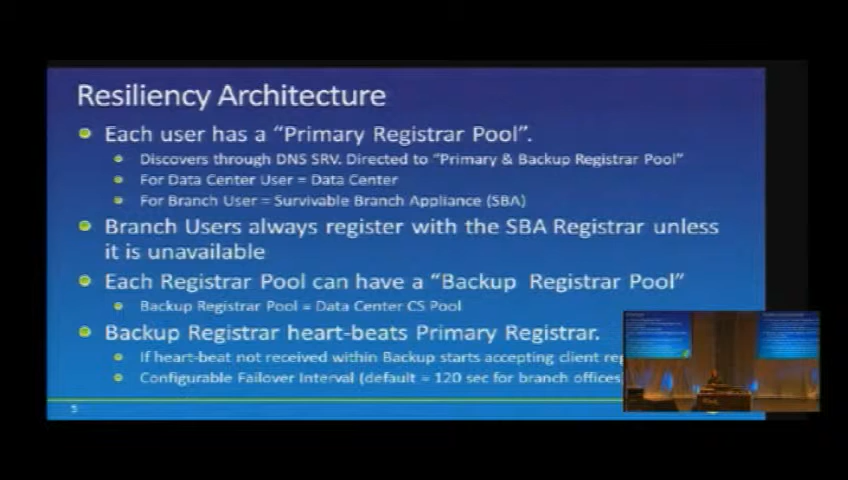 Resiliency Architecture
Each user has a “Primary Registrar Pool”.
Discovers through DNS SRV. Directed to “Primary & Backup Registrar Pool”
For Data Center User = Data Center
For Branch User = Survivable Branch Appliance (SBA)
Branch Users always register with the SBA Registrar unless
it is unavailable
Each Registrar Pool can have a “Backup Registrar Pool”
Backup Registrar Pool = Data Center CS Pool
Backup Registrar heart-beats Primary Registrar.
If heart-beat not received within Backup starts accepting client reg
Configurable Failover Interval (default = 120 sec for branch offices)
5